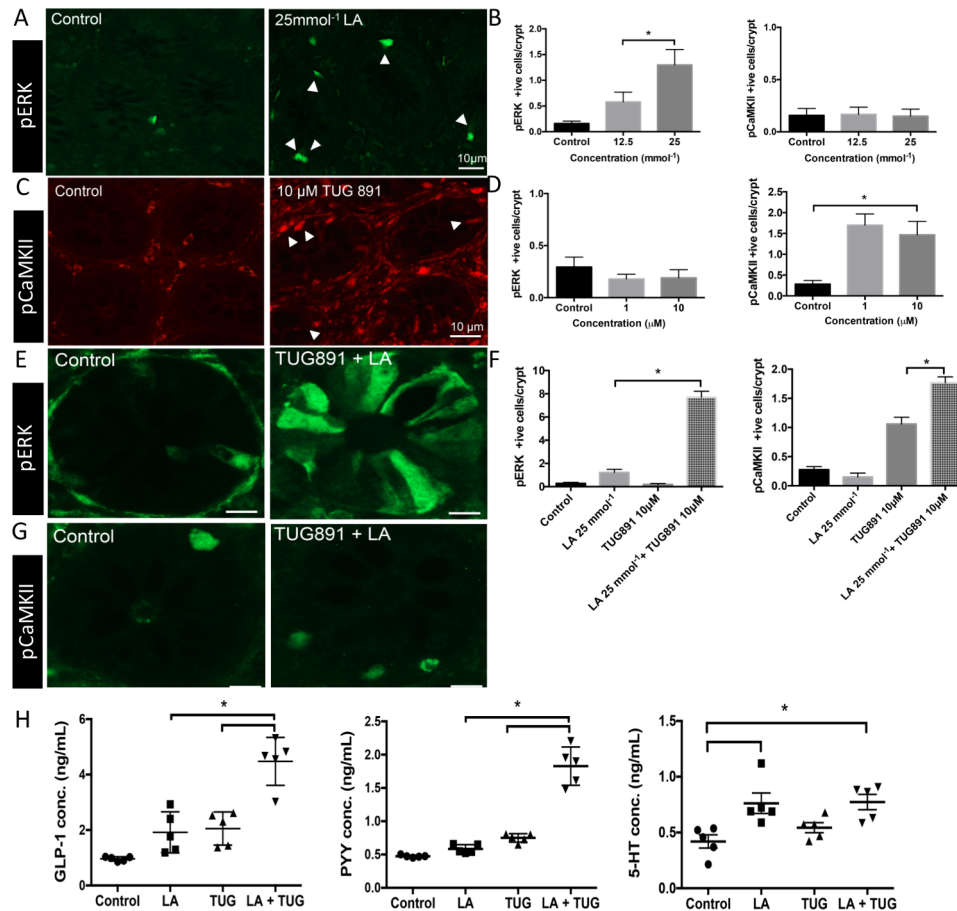 A
pERK
Control
25mmol⁻¹ LA
10μm
B
pERK +ive cells/crypt
2.0
1.5
1.0
0.5
0.0
Control
12.5
25
Concentration (mmol⁻¹)
*
pCaMKII +ive cells/crypt
1.0
0.5
0.0
Control
12.5
25
Concentration (mmol⁻¹)
C
pCaMKII
Control
10 μM TUG 891
10 μm
D
pERK +ive cells/crypt
1.0
0.5
0.0
Control
1
10
Concentration (μM)
pCaMKII +ive cells/crypt
2.5
2.0
1.5
1.0
0.5
0.0
Control
1
10
Concentration (μM)
*
E
pERK
Control
TUG891 + LA
F
pERK +ive cells/crypt
8
6
4
2
0
Control
LA 25 mmol⁻¹
TUG891 10μM
LA 25 mmol⁻¹+ TUG891 10μM
*
pCaMKII +ive cells/crypt
2.0
1.5
1.0
0.5
0.0
Control
LA 25 mmol⁻¹
TUG891 10μM
LA 25 mmol⁻¹+ TUG891 10μM
*
G
pCaMKII
Control
TUG891 + LA
H
GLP-1 conc. (ng/mL)
6
4
2
0
Control
LA
TUG
LA + TUG
*
PYY conc. (ng/mL)
2.5
2.0
1.5
1.0
0.5
0.0
Control
LA
TUG
LA + TUG
*
5-HT conc. (ng/mL)
1.5
1.0
0.5
0.0
Control
LA
TUG
LA + TUG
*